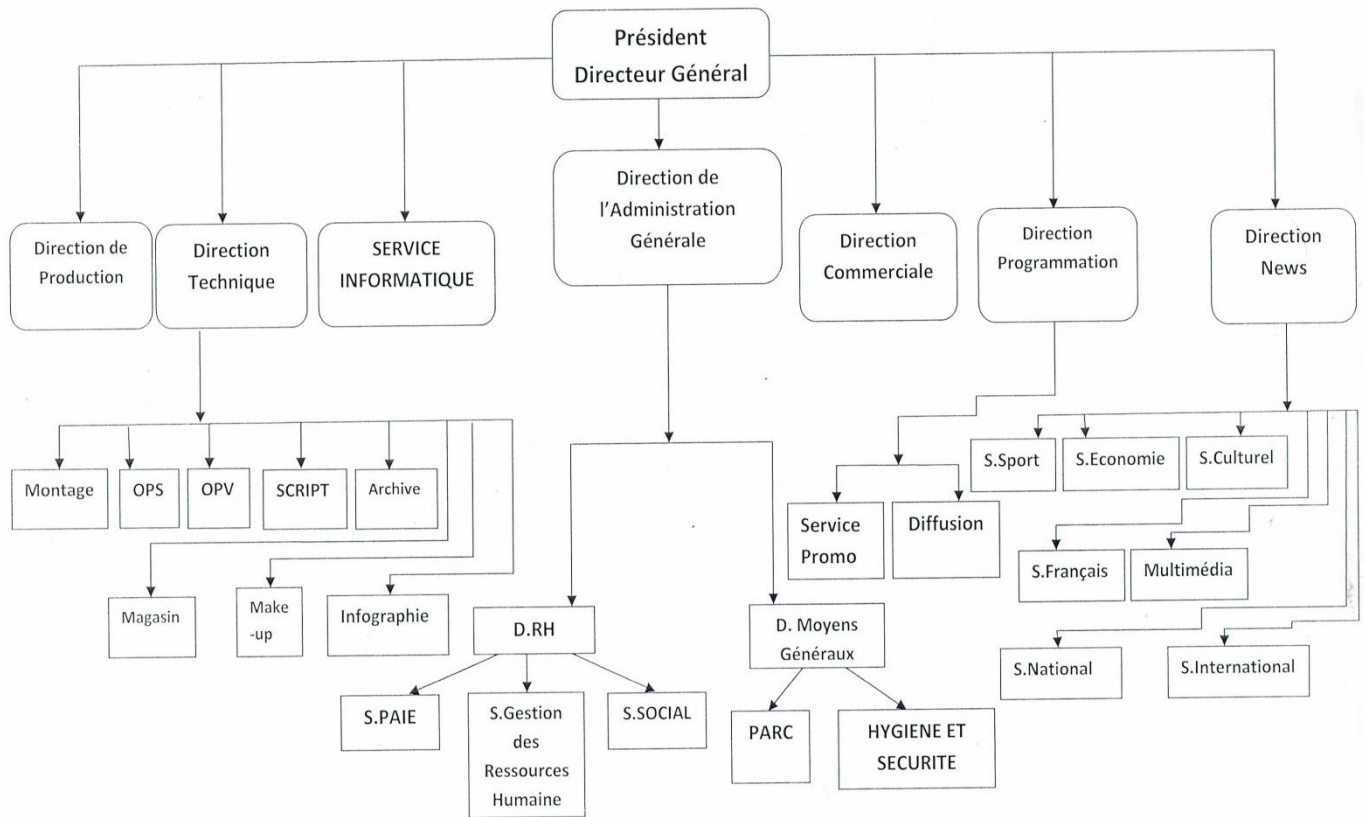 Président
Directeur Général
Direction de
l'Administration
Générale
Direction de
Production
Direction
Technique
SERVICE
INFORMATIQUE
Direction
Commerciale
Direction
Programmation
Direction
News
Montage
OPS
OPV
SCRIPT
Archive
Magasin
Make
-up
Infographie
Service
Promo
Diffusion
S.Sport
S.Economie
S.Culturel
S.Français
Multimédia
S.National
S.International
D.RH
D. Moyens
Généraux
S.PAIE
S.Gestion
des
Ressources
Humaine
S.SOCIAL
PARC
HYGIENE ET
SECURITE